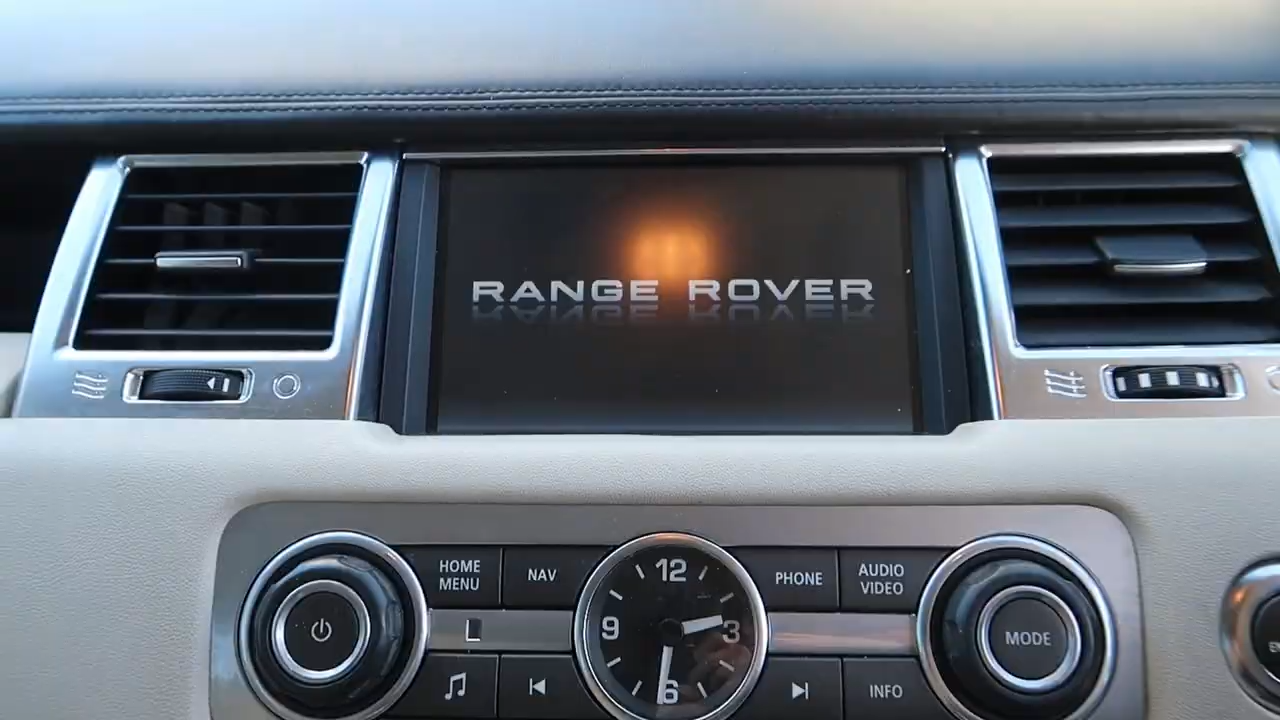 RANGE ROVER
HOME
MENU
NAV
PHONE
AUDIO
VIDEO
12
9
3
6
MODE
INFO